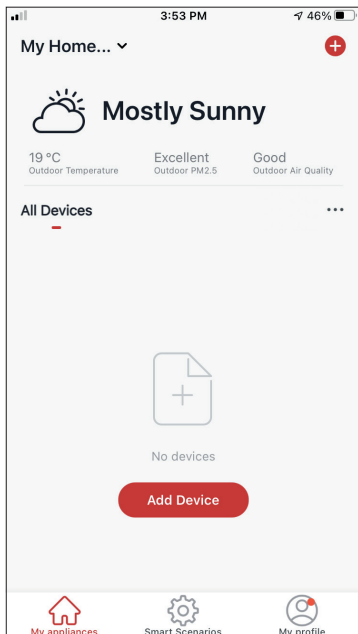 3:53 PM
46%
My Home...
Mostly Sunny
19 °C Excellent Good
Outdoor Temperature Outdoor PM2.5 Outdoor Air Quality
All Devices
No devices
Add Device
My appliances Smart Scenarios My profile